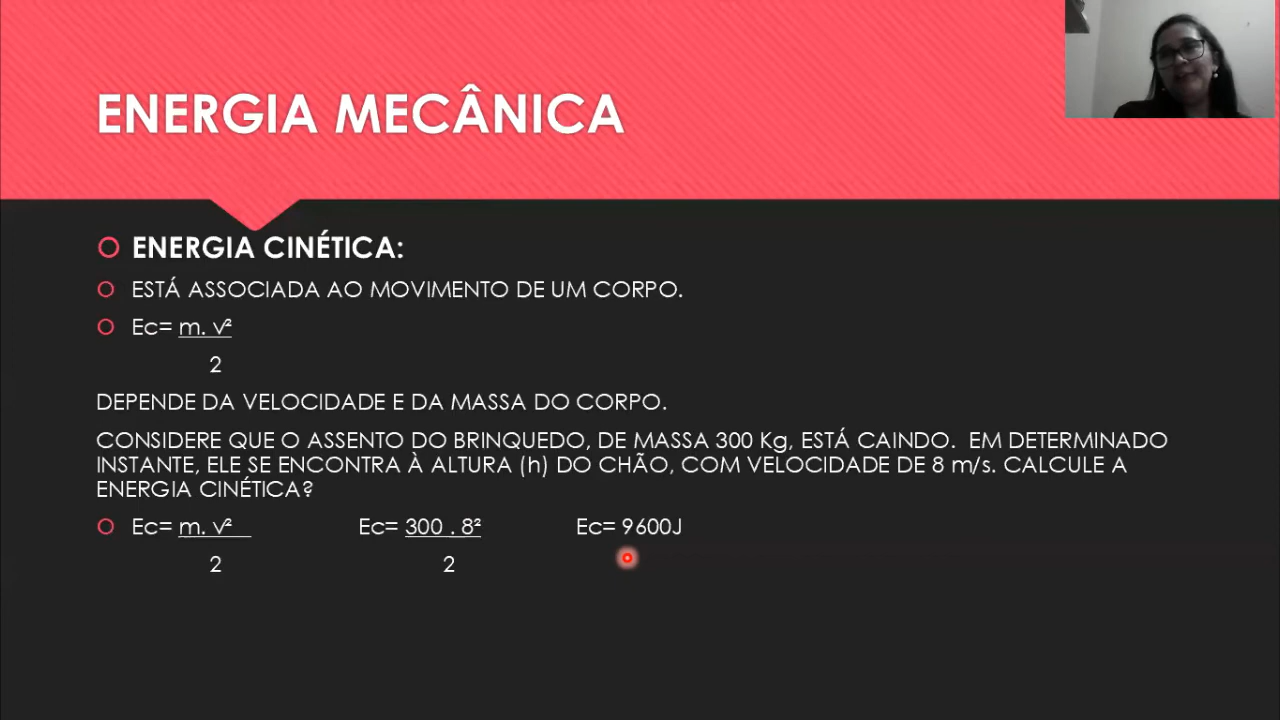 ENERGIA MECÂNICA
ENERGIA CINÉTICA:
ESTÁ ASSOCIADA AO MOVIMENTO DE UM CORPO.
Ec= m. v²
2
DEPENDE DA VELOCIDADE E DA MASSA DO CORPO.
CONSIDERE QUE O ASSENTO DO BRINQUEDO, DE MASSA 300 Kg, ESTÁ CAINDO. EM DETERMINADO
INSTANTE, ELE SE ENCONTRA À ALTURA (h) DO CHÃO, COM VELOCIDADE DE 8 m/s. CALCULE A
ENERGIA CINÉTICA?
Ec= m. v² Ec= 300 . 8² Ec= 9600J
2 2